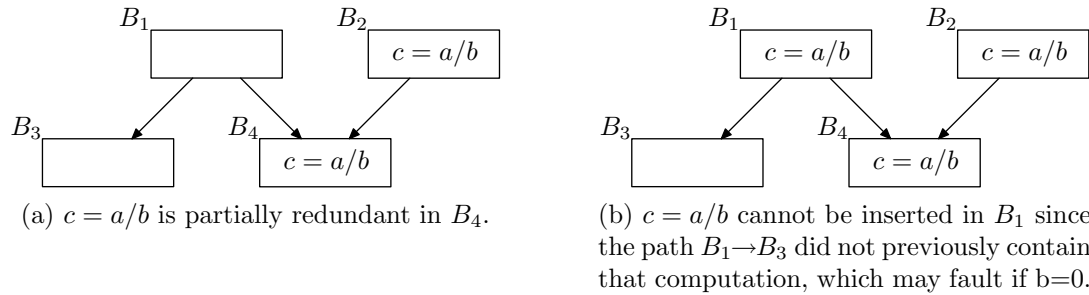 B1
B2
c = a/b
B3
B4
c = a/b
(a) c = a/b is partially redundant in B4.
B1
B2
c = a/b
c = a/b
B3
B4
c = a/b
(b) c = a/b cannot be inserted in B1 since
the path B1→B3 did not previously contain
that computation, which may fault if b=0.